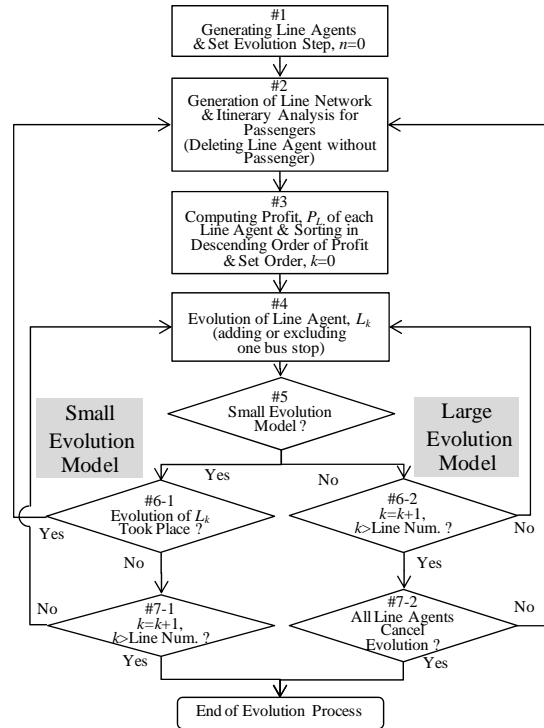 #1
Generating Line Agents
& Set Evolution Step, n=0
#2
Generation of Line Network
& Itinerary Analysis for
Passengers
(Deleting Line Agent without
Passenger)
#3
Computing Profit, P_L of each
Line Agent & Sorting in
Descending Order of Profit
& Set Order, k=0
#4
Evolution of Line Agent, L_k
(adding or excluding
one bus stop)
#5
Small Evolution
Model ?
Small
Evolution
Model
Large
Evolution
Model
Yes
No
#6-1
Evolution of L_k
Took Place ?
Yes
No
#6-2
k=k+1,
k>Line Num. ?
No
Yes
#7-1
k=k+1,
k>Line Num. ?
No
Yes
#7-2
All Line Agents
Cancel
Evolution ?
No
Yes
End of Evolution Process